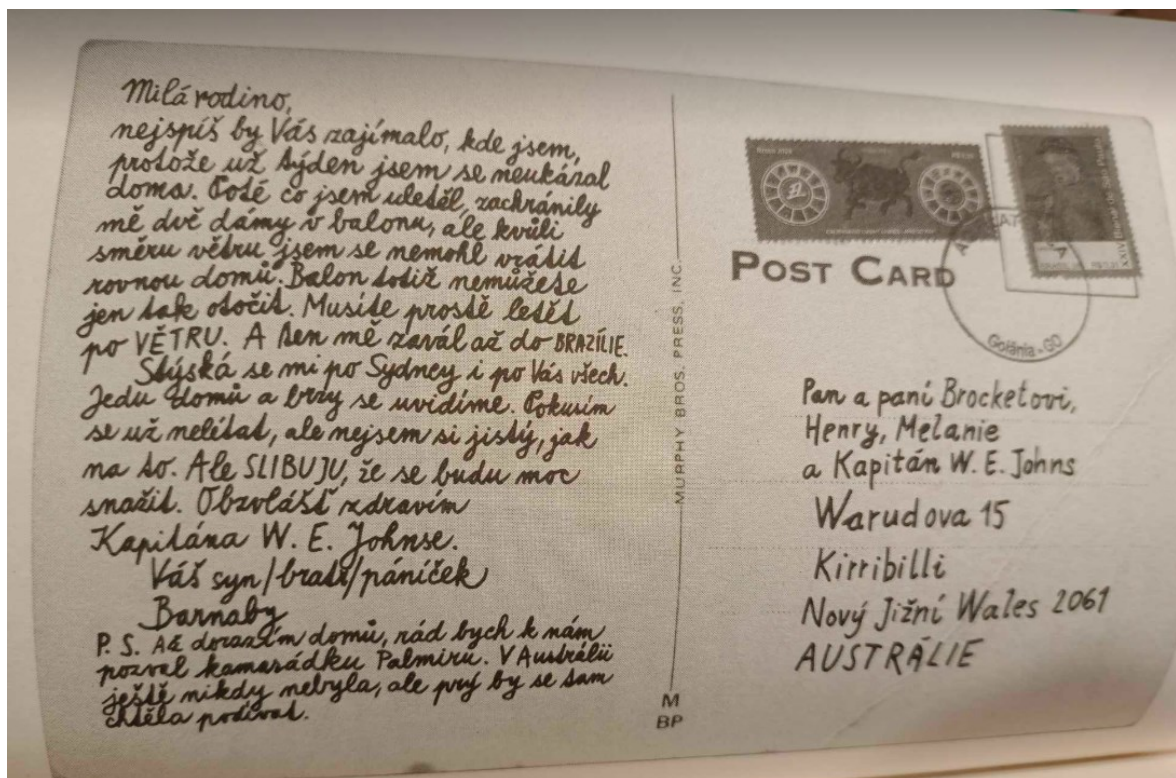 Milá rodino,
nejspíš by Vás zajímalo, kde jsem,
protože už týden jsem se neukázal
doma. Poté co jsem uletěl, zachránily
mě dvě dámy v balonu, ale kvůli
směru větru jsem se nemohl vrátit
rovnou domů. Balon totiž nemůžete
jen tak otočit. Musíte prostě letět
po VĚTRU. A ten mě zavál až do BRAZÍLIE.
Stýská se mi po Sydney i po Vás všech.
Jedu domů a brzy se uvidíme. Pokusím
se už nelétat, ale nejsem si jistý, jak
na to. Ale SLIBUJU, že se budu moc
snažit. Obzvlášť zdravím
Kapitána W. E. Johnse.
Váš syn/bratr/páníček
Barnaby
P. S. Až dorazím domů, rád bych k nám
pozval kamarádku Palmiru. V Austrálii
ještě nikdy nebyla, ale prý by se tam
chtěla podívat.
MURPHY BROS. PRESS, INC.
M
BP
POST CARD
Goiânia - GO
Pan a paní Brocketovi,
Henry, Melanie
a Kapitán W. E. Johns
Warudova 15
Kirribilli
Nový Jižní Wales 2061
AUSTRÁLIE